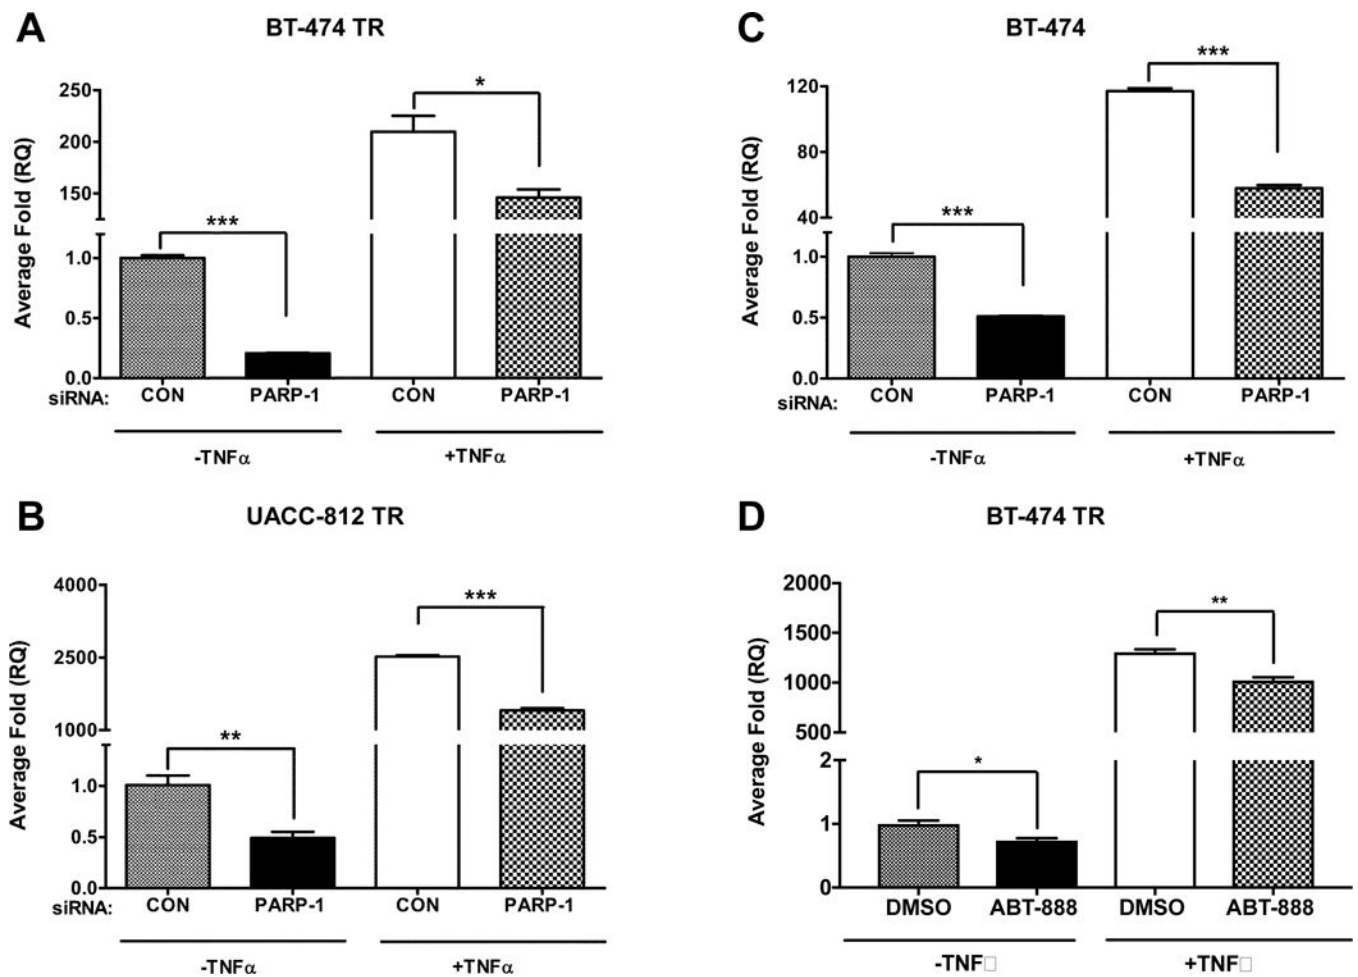 A
BT-474 TR
Average Fold (RQ)
250
200
150
1.0
0.5
0.0
***
*
siRNA: CON PARP-1 CON PARP-1
-TNFα +TNFα
C
BT-474
Average Fold (RQ)
120
80
40
1.0
0.5
0.0
***
***
siRNA: CON PARP-1 CON PARP-1
-TNFα +TNFα
B
UACC-812 TR
Average Fold (RQ)
4000
2500
1000
1.0
0.5
0.0
**
***
siRNA: CON PARP-1 CON PARP-1
-TNFα +TNFα
D
BT-474 TR
Average Fold (RQ)
2000
1500
1000
500
2
1
0
*
**
DMSO ABT-888 DMSO ABT-888
-TNF□ +TNF□